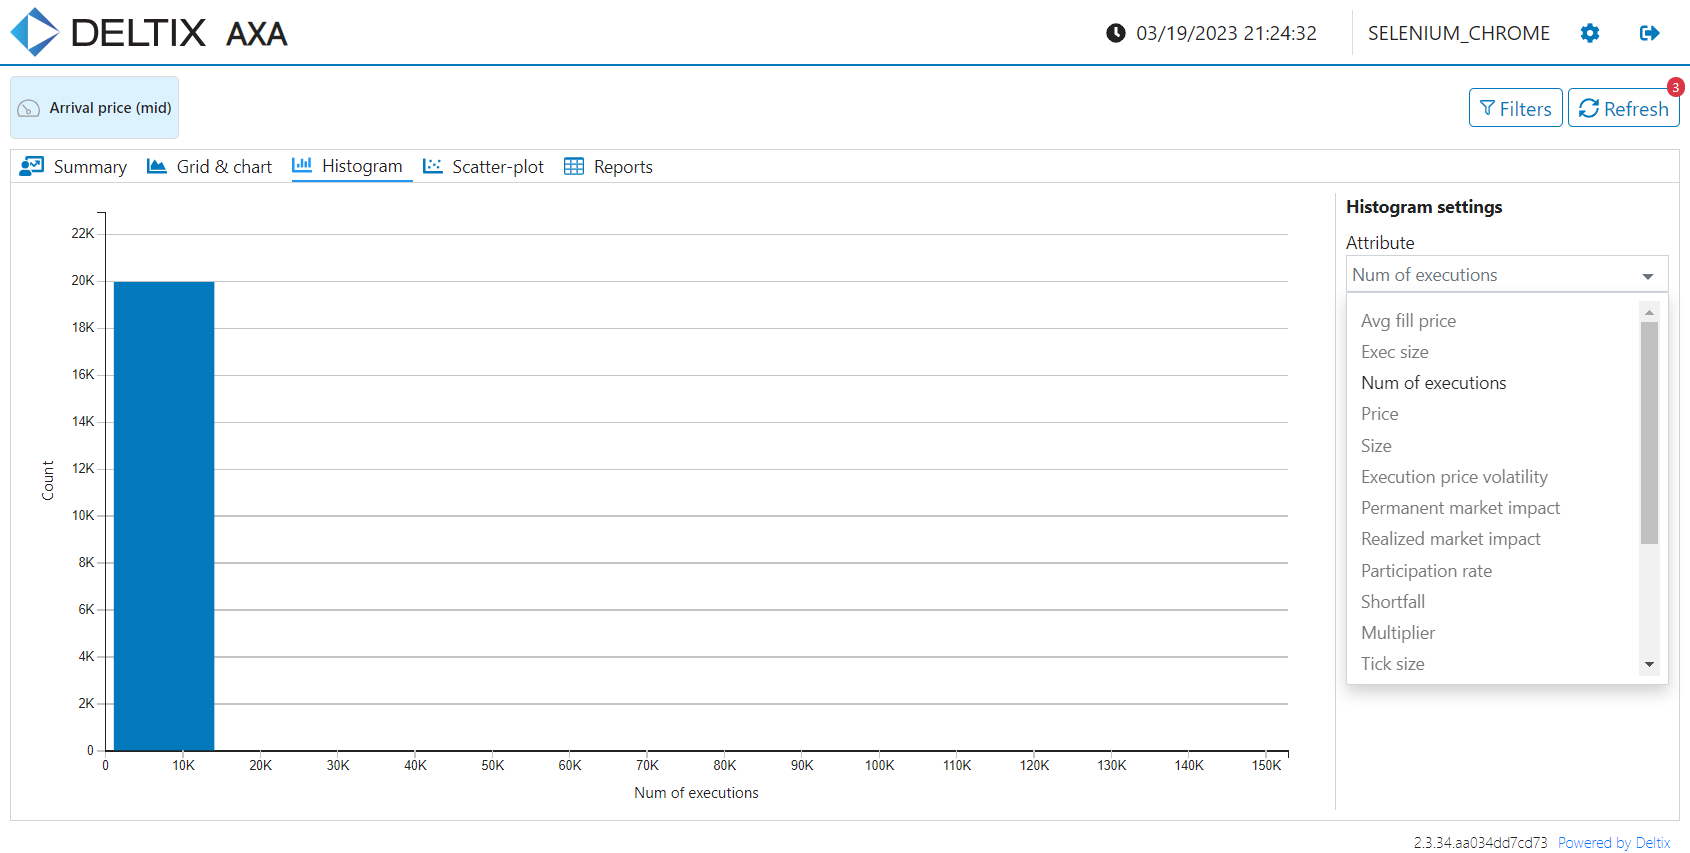 DELTIX AXA
03/19/2023 21:24:32
SELENIUM_CHROME
Arrival price (mid)
Filters
Refresh
3
Summary
Grid & chart
Histogram
Scatter-plot
Reports
22K
20K
18K
16K
14K
12K
10K
8K
6K
4K
2K
0
Count
0 10K 20K 30K 40K 50K 60K 70K 80K 90K 100K 110K 120K 130K 140K 150K
Num of executions
Histogram settings
Attribute
Num of executions
Avg fill price
Exec size
Num of executions
Price
Size
Execution price volatility
Permanent market impact
Realized market impact
Participation rate
Shortfall
Multiplier
Tick size
2.3.34.aa034dd7cd73 Powered by Deltix